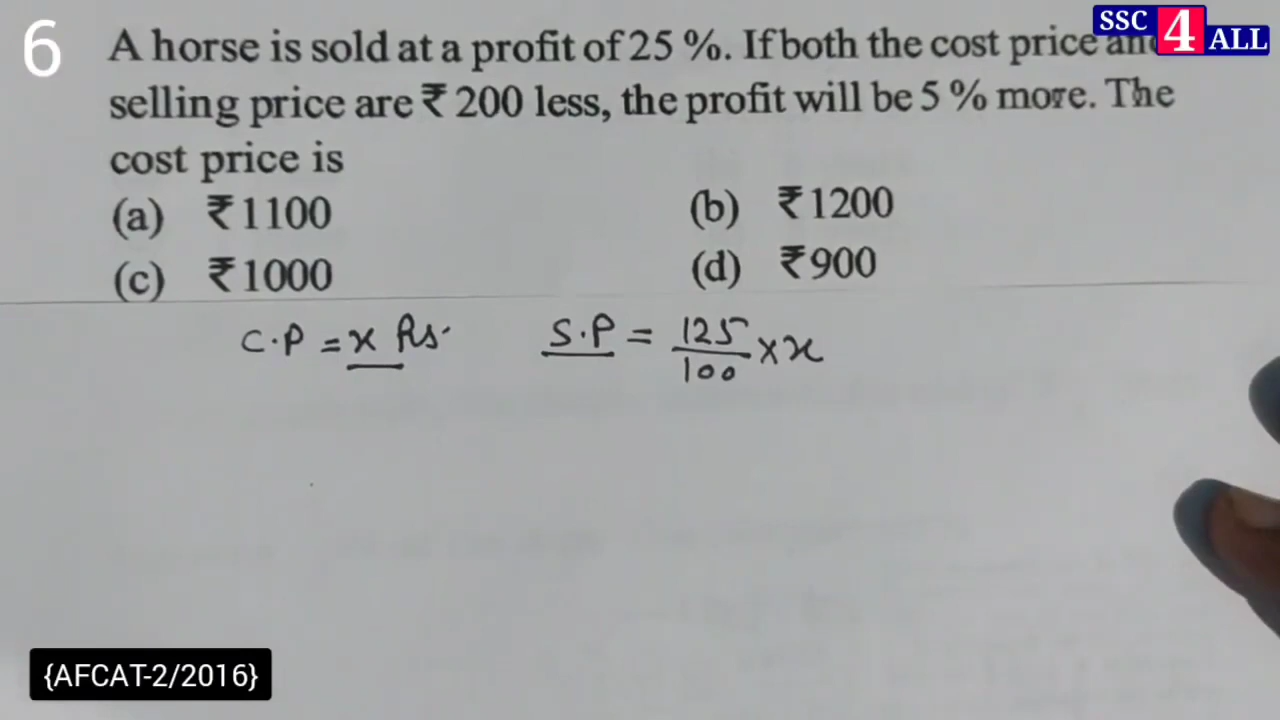 6
SSC 4 ALL
A horse is sold at a profit of 25 %. If both the cost price and
selling price are ₹ 200 less, the profit will be 5 % more. The
cost price is
(a) ₹ 1100 (b) ₹ 1200
(c) ₹ 1000 (d) ₹ 900
C.P = x Rs. S.P = 125/100 × x
{AFCAT-2/2016}